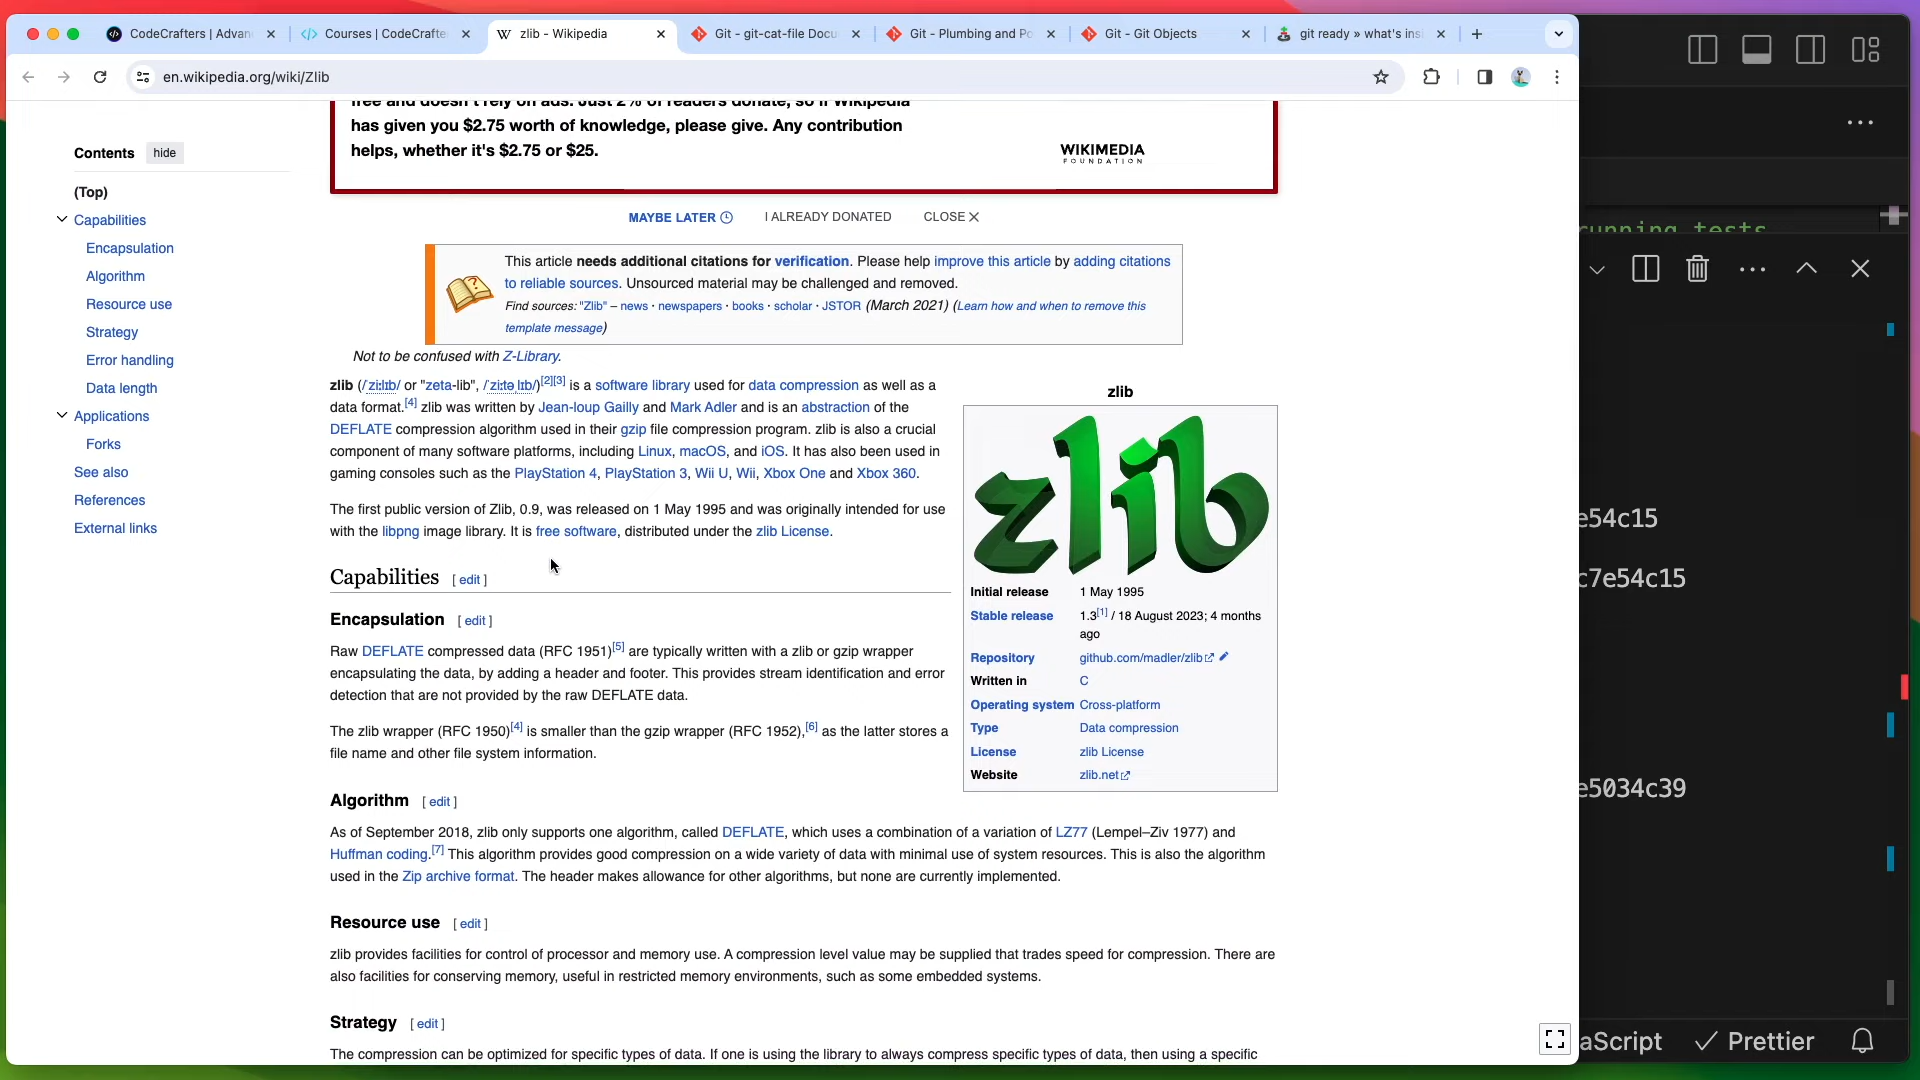 CodeCrafters | Advan
Courses | CodeCrafte
zlib - Wikipedia
Git - git-cat-file Docu
Git - Plumbing and Po
Git - Git Objects
git ready » what's ins
en.wikipedia.org/wiki/Zlib
free and doesn't rely on ads. Just 2% of readers donate, so if Wikipedia
has given you $2.75 worth of knowledge, please give. Any contribution
helps, whether it's $2.75 or $25.
WIKIMEDIA
FOUNDATION
MAYBE LATER
I ALREADY DONATED
CLOSE
Contents hide
(Top)
Capabilities
Encapsulation
Algorithm
Resource use
Strategy
Error handling
Data length
Applications
Forks
See also
References
External links
This article needs additional citations for verification. Please help improve this article by adding citations
to reliable sources. Unsourced material may be challenged and removed.
Find sources: "Zlib" – news · newspapers · books · scholar · JSTOR (March 2021) (Learn how and when to remove this
template message)
Not to be confused with Z-Library.
zlib (/ˈziːlɪb/ or "zeta-lib", /ˈziːtəˌlɪb/)[2][3] is a software library used for data compression as well as a
data format.[4] zlib was written by Jean-loup Gailly and Mark Adler and is an abstraction of the
DEFLATE compression algorithm used in their gzip file compression program. zlib is also a crucial
component of many software platforms, including Linux, macOS, and iOS. It has also been used in
gaming consoles such as the PlayStation 4, PlayStation 3, Wii U, Wii, Xbox One and Xbox 360.
The first public version of Zlib, 0.9, was released on 1 May 1995 and was originally intended for use
with the libpng image library. It is free software, distributed under the zlib License.
Capabilities [ edit ]
Encapsulation [ edit ]
Raw DEFLATE compressed data (RFC 1951)[5] are typically written with a zlib or gzip wrapper
encapsulating the data, by adding a header and footer. This provides stream identification and error
detection that are not provided by the raw DEFLATE data.
The zlib wrapper (RFC 1950)[4] is smaller than the gzip wrapper (RFC 1952),[6] as the latter stores a
file name and other file system information.
zlib
zlib
Initial release 1 May 1995
Stable release 1.3[1] / 18 August 2023; 4 months
ago
Repository github.com/madler/zlib
Written in C
Operating system Cross-platform
Type Data compression
License zlib License
Website zlib.net
Algorithm [ edit ]
As of September 2018, zlib only supports one algorithm, called DEFLATE, which uses a combination of a variation of LZ77 (Lempel–Ziv 1977) and
Huffman coding.[7] This algorithm provides good compression on a wide variety of data with minimal use of system resources. This is also the algorithm
used in the Zip archive format. The header makes allowance for other algorithms, but none are currently implemented.
Resource use [ edit ]
zlib provides facilities for control of processor and memory use. A compression level value may be supplied that trades speed for compression. There are
also facilities for conserving memory, useful in restricted memory environments, such as some embedded systems.
Strategy [ edit ]
The compression can be optimized for specific types of data. If one is using the library to always compress specific types of data, then using a specific
running tests
e54c15
c7e54c15
e5034c39
aScript
Prettier